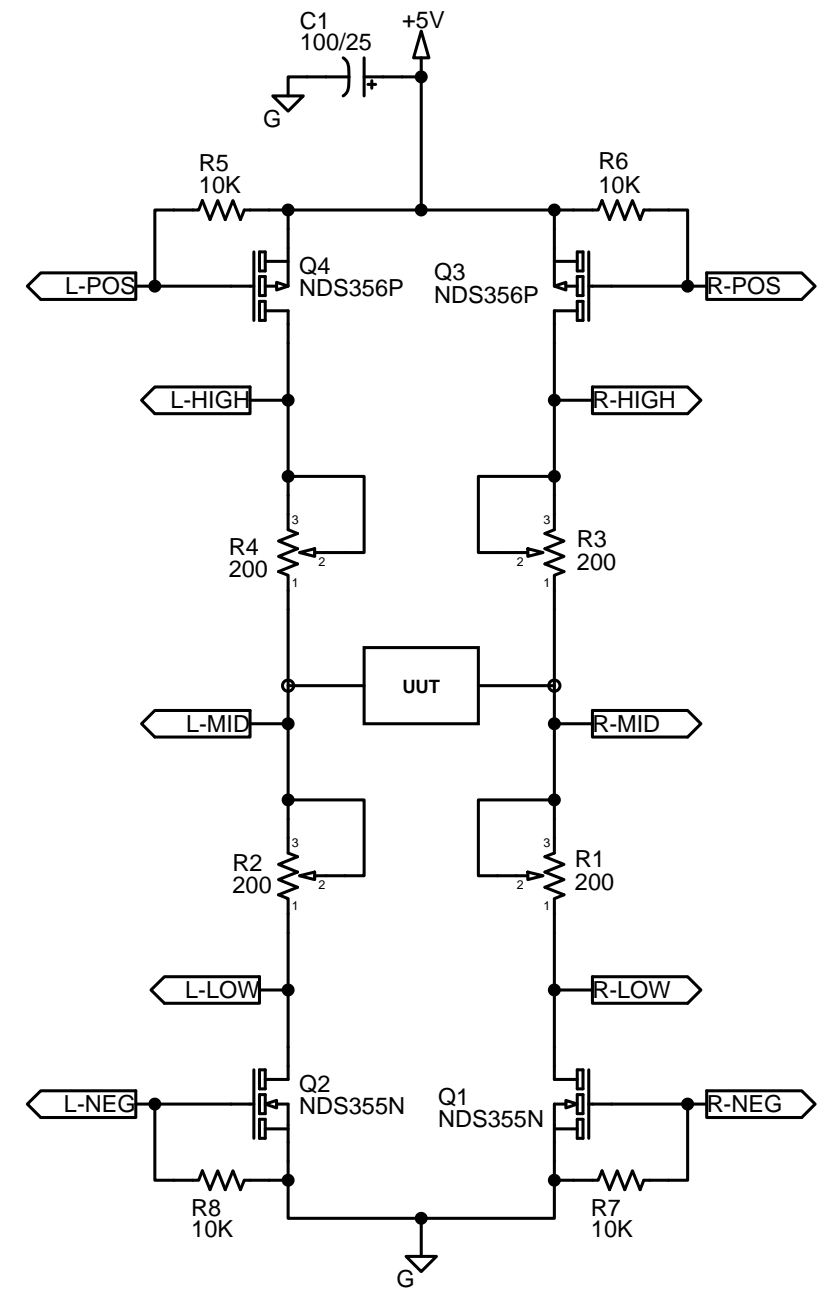 C1
100/25
+5V
G
R5
10K
R6
10K
L-POS
Q4
NDS356P
Q3
NDS356P
R-POS
L-HIGH
R-HIGH
3
R4
200
2
1
3
R3
200
2
1
UUT
L-MID
R-MID
3
R2
200
2
1
3
R1
200
2
1
L-LOW
R-LOW
L-NEG
Q2
NDS355N
Q1
NDS355N
R-NEG
R8
10K
R7
10K
G